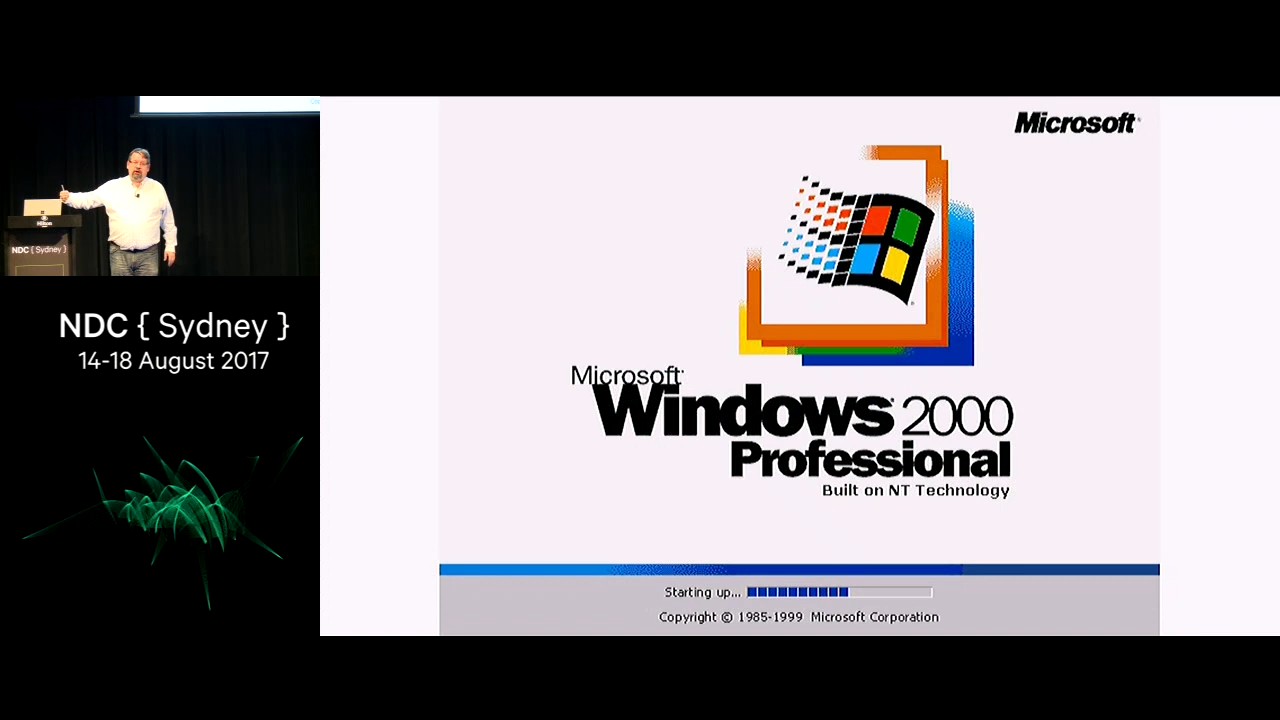 Hilton
NDC { Sydney }
NDC { Sydney }
14-18 August 2017
Microsoft®
Microsoft®
Windows® 2000
Professional
Built on NT Technology
Starting up...
Copyright © 1985-1999 Microsoft Corporation